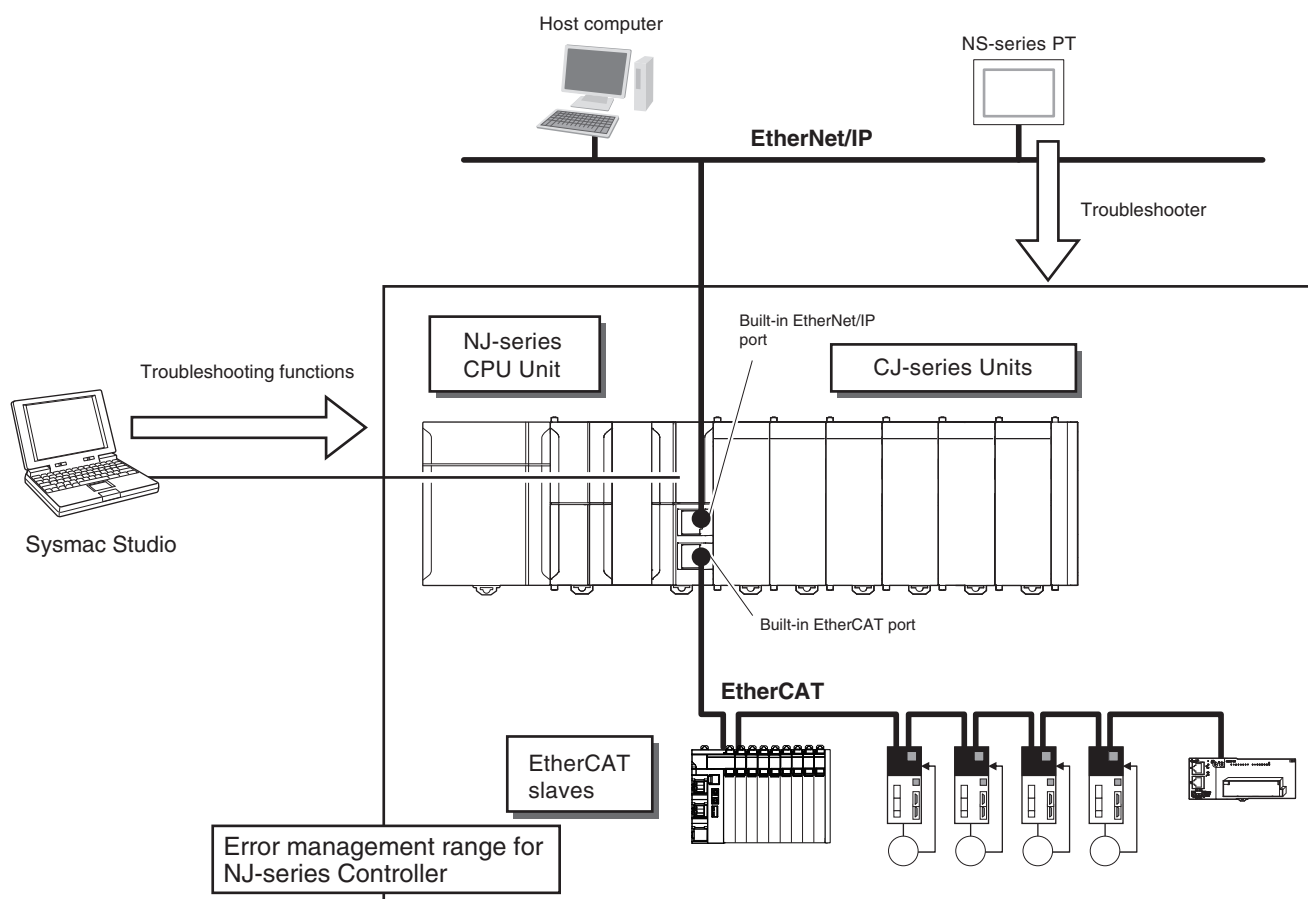 Host computer
NS-series PT
EtherNet/IP
Troubleshooter
Built-in EtherNet/IP
port
NJ-series
CPU Unit
CJ-series Units
Troubleshooting functions
Sysmac Studio
Built-in EtherCAT port
EtherCAT
EtherCAT
slaves
Error management range for
NJ-series Controller